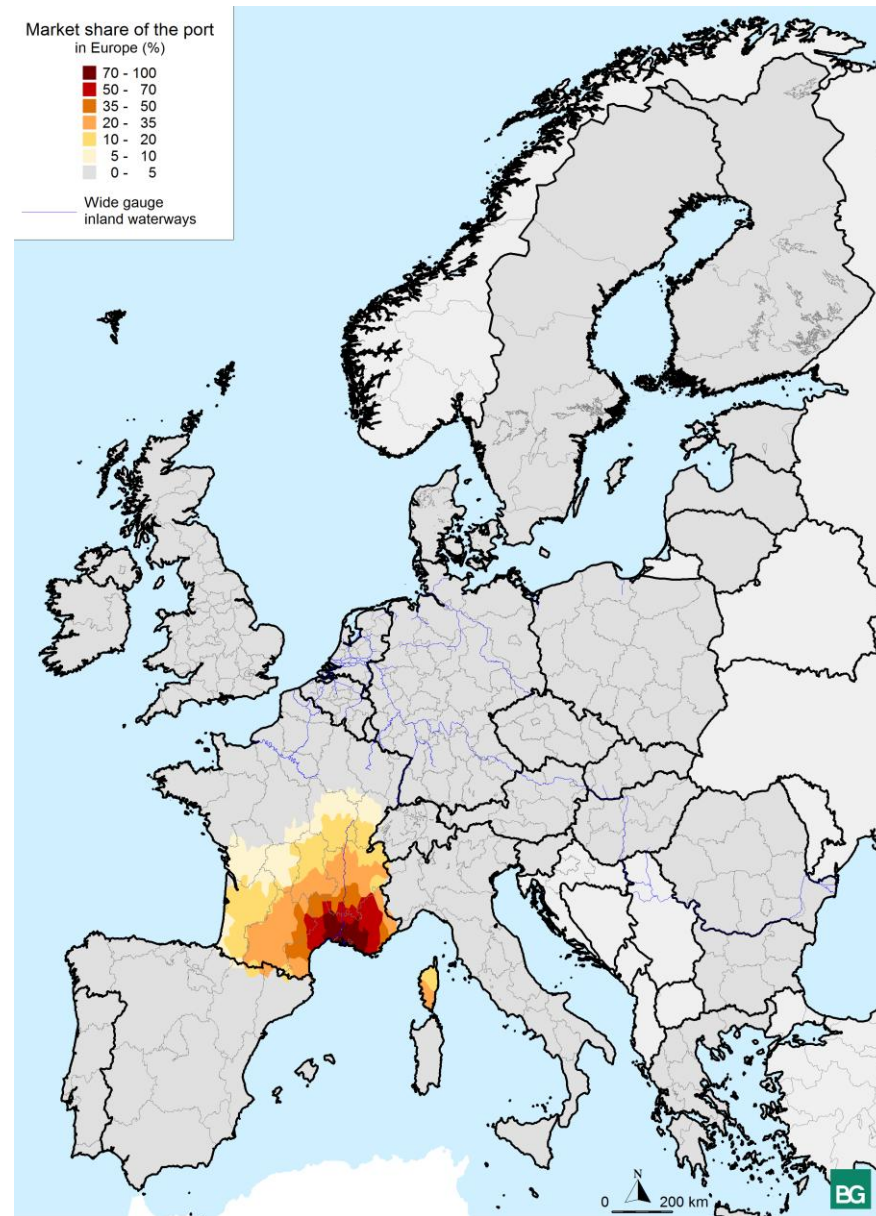 Market share of the port
in Europe (%)
70 - 100
50 - 70
35 - 50
20 - 35
10 - 20
5 - 10
0 - 5
Wide gauge
inland waterways
N
0 200 km
BG